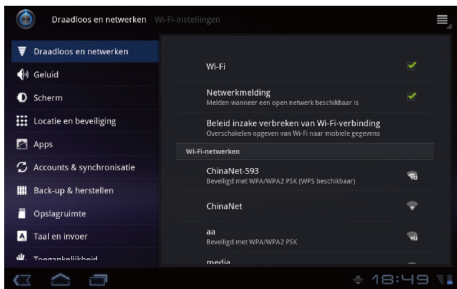 Draadloos en netwerken Wi-Fi-instellingen
Draadloos en netwerken
Geluid
Scherm
Locatie en beveiliging
Apps
Accounts & synchronisatie
Back-up & herstellen
Opslagruimte
Taal en invoer
Toegankelijkheid
Wi-Fi
Netwerkmelding
Melden wanneer een open netwerk beschikbaar is
Beleid inzake verbreken van Wi-Fi-verbinding
Overschakelen opgeven van Wi-Fi naar mobiele gegevens
Wi-Fi-netwerken
ChinaNet-593
Beveiligd met WPA/WPA2 PSK (WPS beschikbaar)
ChinaNet
aa
Beveiligd met WPA/WPA2 PSK
media
18:49